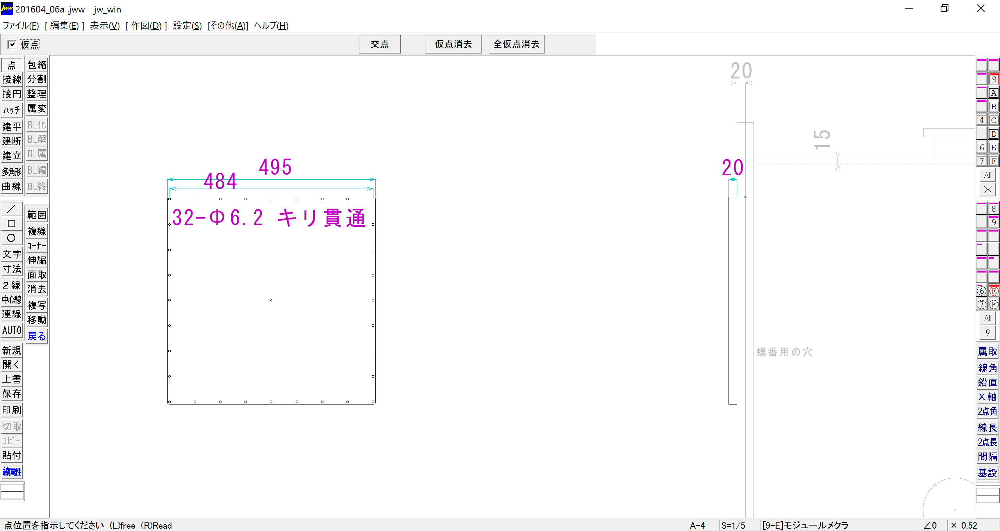 Jww 201604_06a .jww - jw_win
ファイル(F) [ 編集(E) ] 表示(V) [ 作図(D) ] 設定(S) [その他(A)] ヘルプ(H)
仮点 交点 仮点消去 全仮点消去
点 包絡
接線 分割
接円 整理
ハッチ 属変
建平 BL化
建断 BL解
建立 BL属
多角形 BL編
曲線 BL終
／ 範囲
□ 複線
○ コーナー
文字 伸縮
寸法 面取
２線 消去
中心線 複写
連線 移動
AUTO 戻る
新規
開く
上書
保存
印刷
切取
コピー
貼付
線属性
20
15
495
484
20
32-Φ6.2 キリ貫通
蝶番用の穴
9
A
B
4 C
D
6 E
7 F
All
×
8
9
⑥ Ⓔ
⑦ Ⓕ
All
9
属取
線角
鉛直
Ｘ軸
2点角
線長
2点長
間隔
基設
点位置を指示してください (L)free (R)Read
A-4 S=1/5 [9-E]モジュールメクラ ∠0 × 0.52